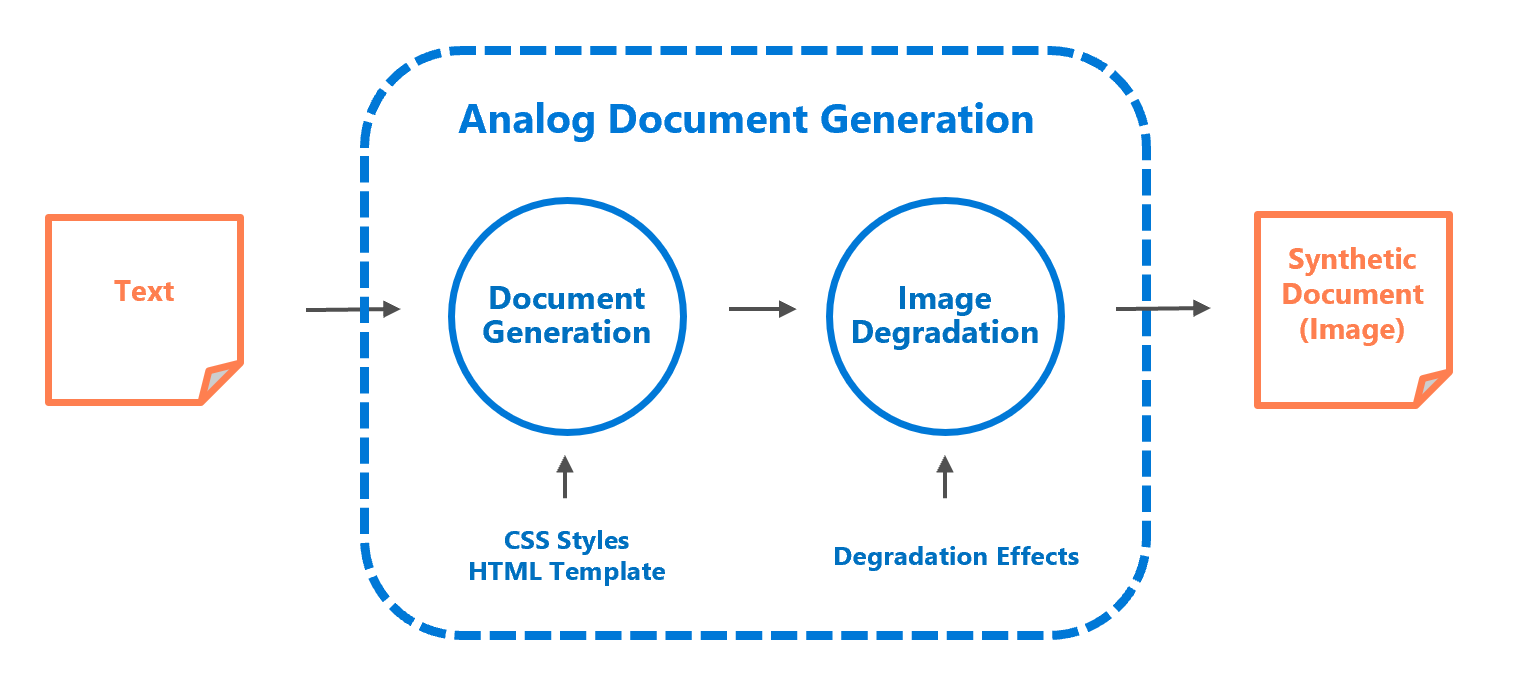 Analog Document Generation
Text
Document
Generation
Image
Degradation
Synthetic
Document
(Image)
CSS Styles
HTML Template
Degradation Effects